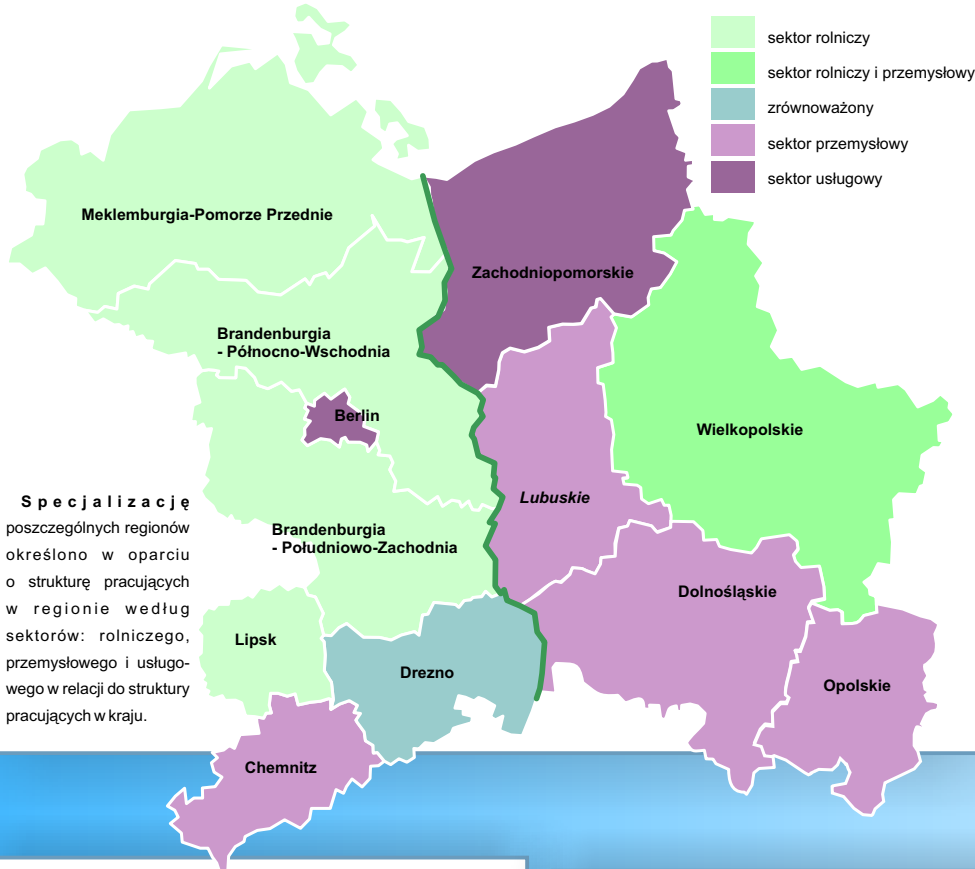 sektor rolniczy
sektor rolniczy i przemysłowy
zrównoważony
sektor przemysłowy
sektor usługowy
Meklemburgia-Pomorze Przednie
Zachodniopomorskie
Brandenburgia
- Północno-Wschodnia
Berlin
Wielkopolskie
Lubuskie
Brandenburgia
- Południowo-Zachodnia
Dolnośląskie
Lipsk
Drezno
Opolskie
Chemnitz
Specjalizację
poszczególnych regionów
określono w oparciu
o strukturę pracujących
w regionie według
sektorów: rolniczego,
przemysłowego i usługo-
wego w relacji do struktury
pracujących w kraju.